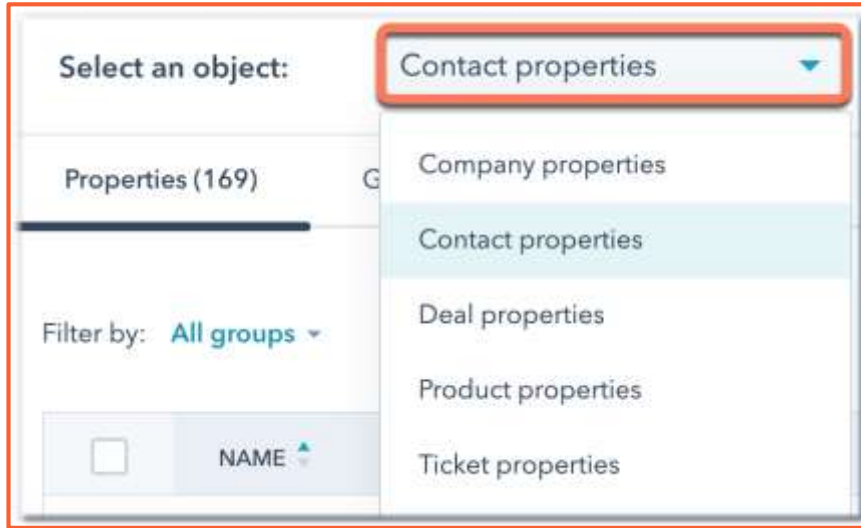 Select an object: Contact properties
Company properties
Properties (169)
Contact properties
Deal properties
Filter by: All groups
Product properties
NAME
Ticket properties